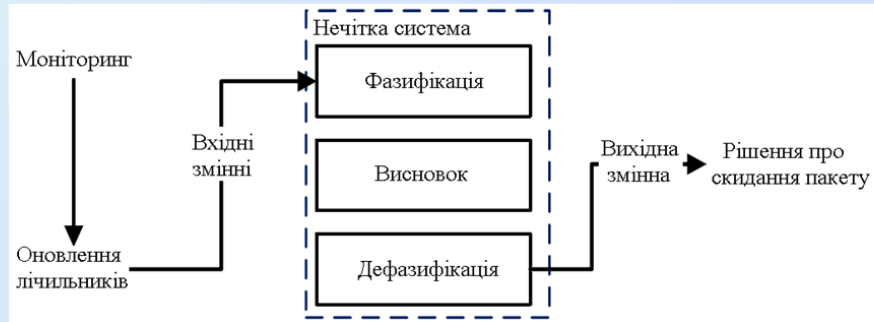 Нечітка система
Моніторинг
Фазифікація
Вхідні
змінні
Висновок
Вихідна
змінна
Рішення про
скидання пакету
Оновлення
лічильників
Дефазифікація